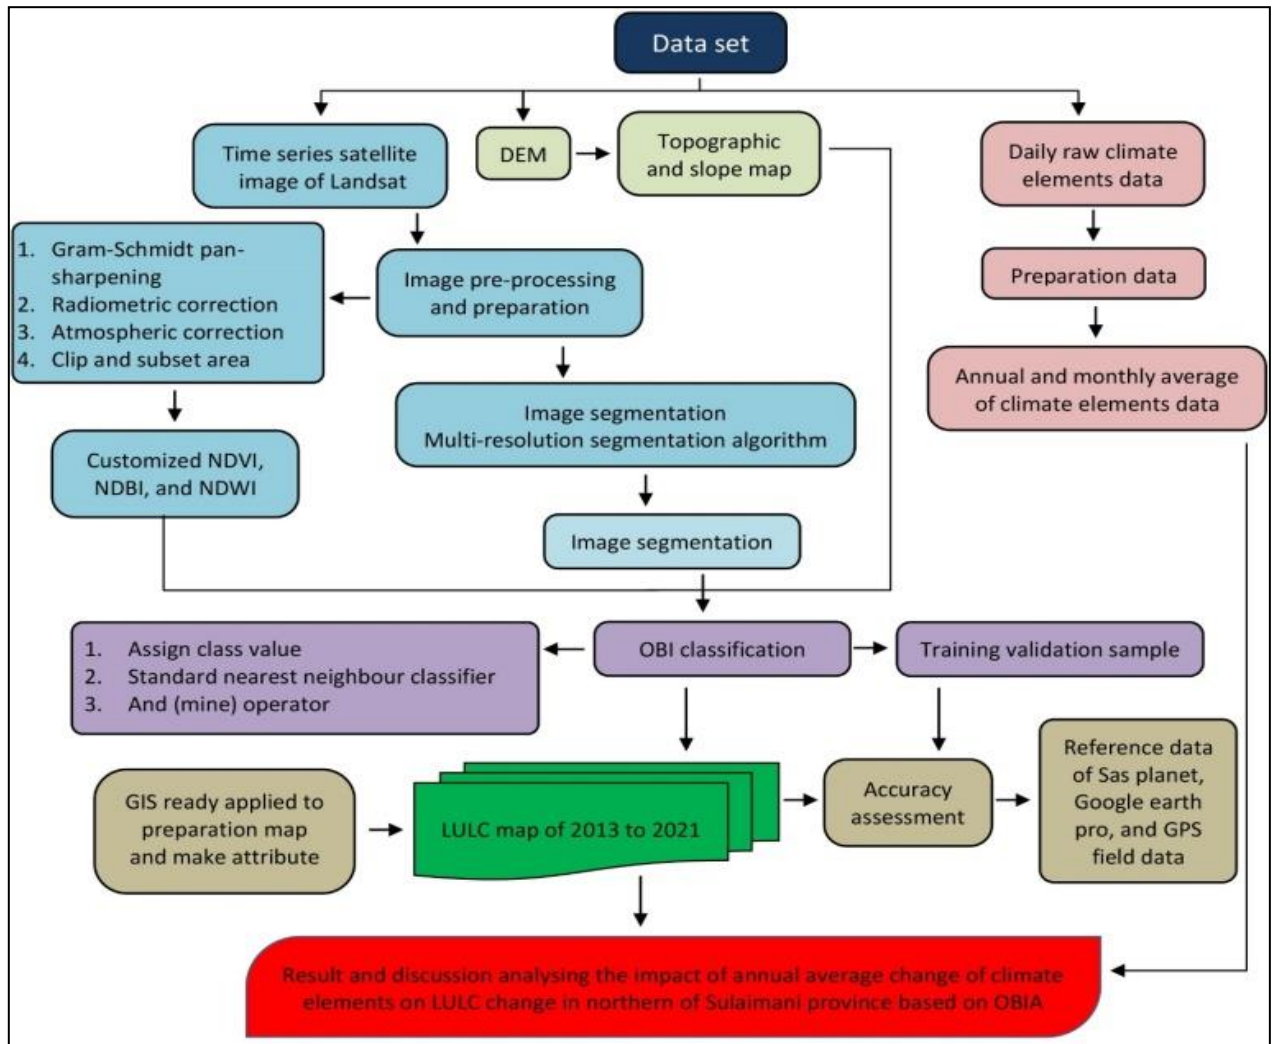 Data set
Time series satellite
image of Landsat
DEM
Topographic
and slope map
Daily raw climate
elements data
1. Gram-Schmidt pan-
sharpening
2. Radiometric correction
3. Atmospheric correction
4. Clip and subset area
Image pre-processing
and preparation
Preparation data
Annual and monthly average
of climate elements data
Image segmentation
Multi-resolution segmentation algorithm
Customized NDVI,
NDBI, and NDWI
Image segmentation
1. Assign class value
2. Standard nearest neighbour classifier
3. And (mine) operator
OBI classification
Training validation sample
GIS ready applied to
preparation map
and make attribute
LULC map of 2013 to 2021
Accuracy
assessment
Reference data
of Sas planet,
Google earth
pro, and GPS
field data
Result and discussion analysing the impact of annual average change of climate
elements on LULC change in northern of Sulaimani province based on OBIA